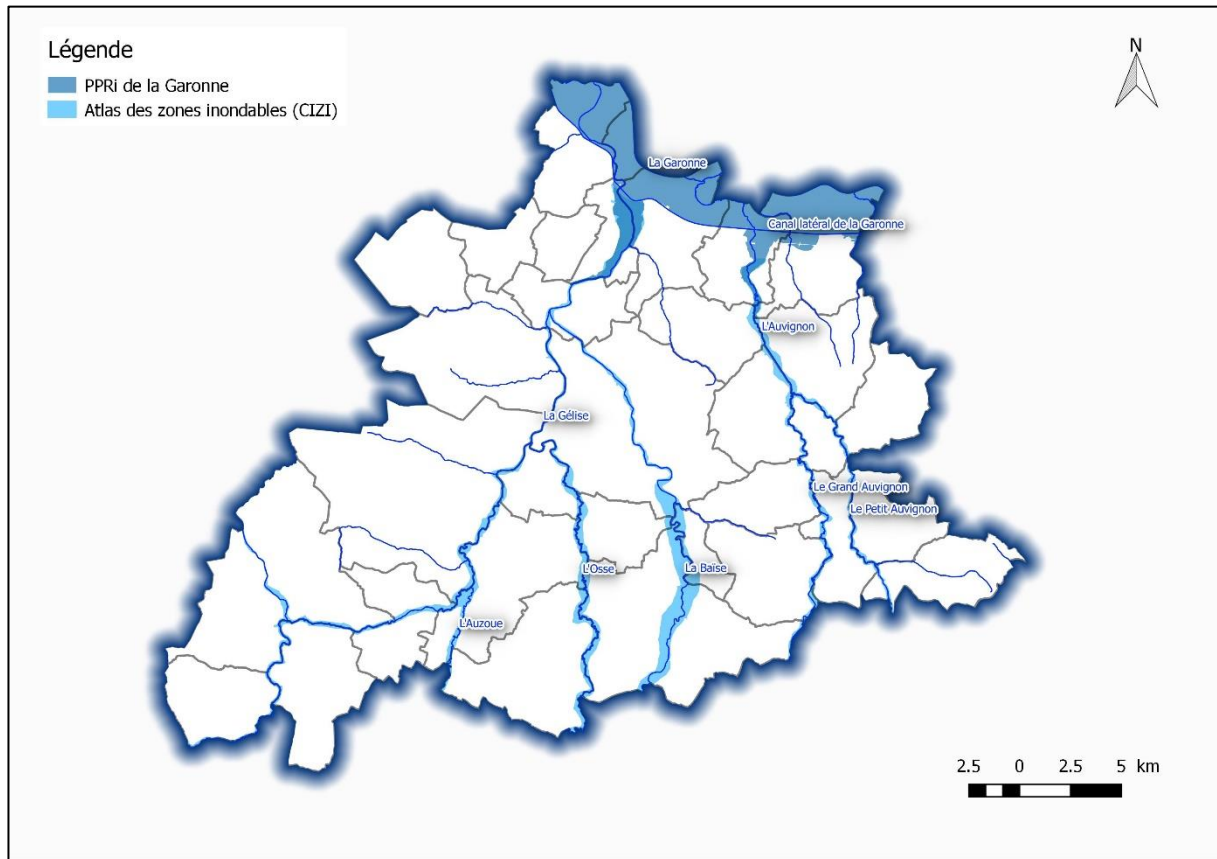 Légende
PPRi de la Garonne
Atlas des zones inondables (CIZI)
N
La Garonne
Canal latéral de la Garonne
L'Auvignon
La Gélise
Le Grand Auvignon
Le Petit Auvignon
L'Osse
La Baïse
L'Auzoue
2.5 0 2.5 5 km